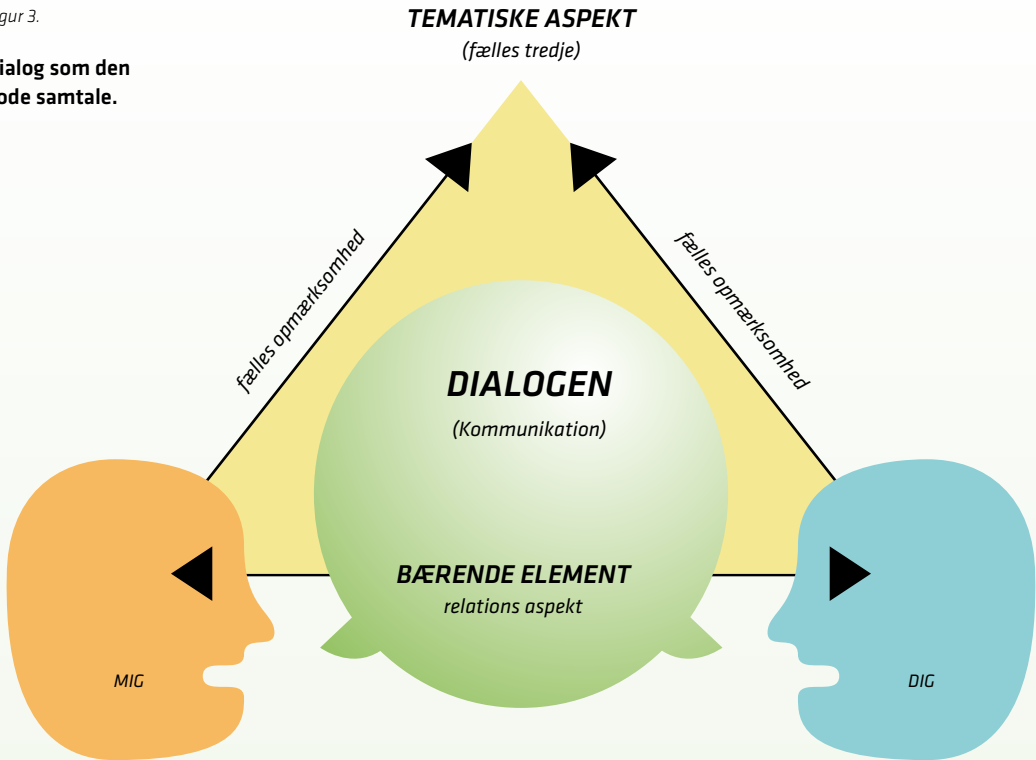 gur 3.
ialog som den
ode samtale.
TEMATISKE ASPEKT
(fælles tredje)
fælles opmærksomhed
fælles opmærksomhed
DIALOGEN
(Kommunikation)
BÆRENDE ELEMENT
relations aspekt
MIG
DIG